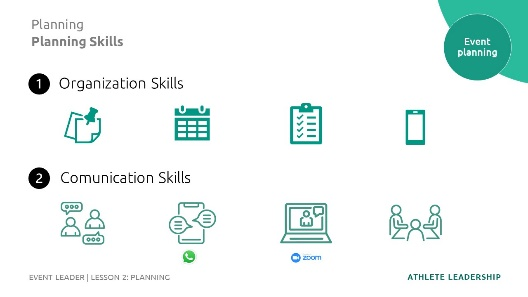 Planning
Planning Skills
Event
planning
1 Organization Skills
2 Comunication Skills
zoom
EVENT LEADER | LESSON 2: PLANNING
ATHLETE LEADERSHIP